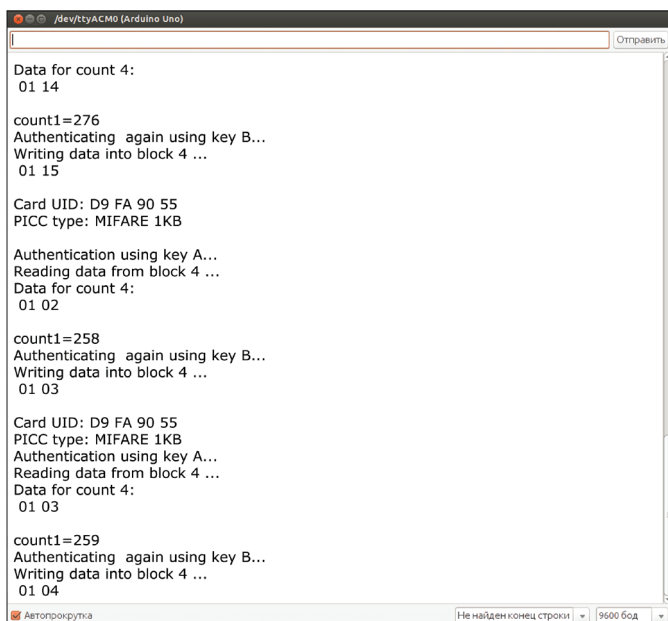 /dev/ttyACM0 (Arduino Uno)
Отправить
Data for count 4:
01 14
count1=276
Authenticating  again using key B...
Writing data into block 4 ...
01 15
Card UID: D9 FA 90 55
PICC type: MIFARE 1KB
Authentication using key A...
Reading data from block 4 ...
Data for count 4:
01 02
count1=258
Authenticating  again using key B...
Writing data into block 4 ...
01 03
Card UID: D9 FA 90 55
PICC type: MIFARE 1KB
Authentication using key A...
Reading data from block 4 ...
Data for count 4:
01 03
count1=259
Authenticating  again using key B...
Writing data into block 4 ...
01 04
Автопрокрутка Не найден конец строки 9600 бод